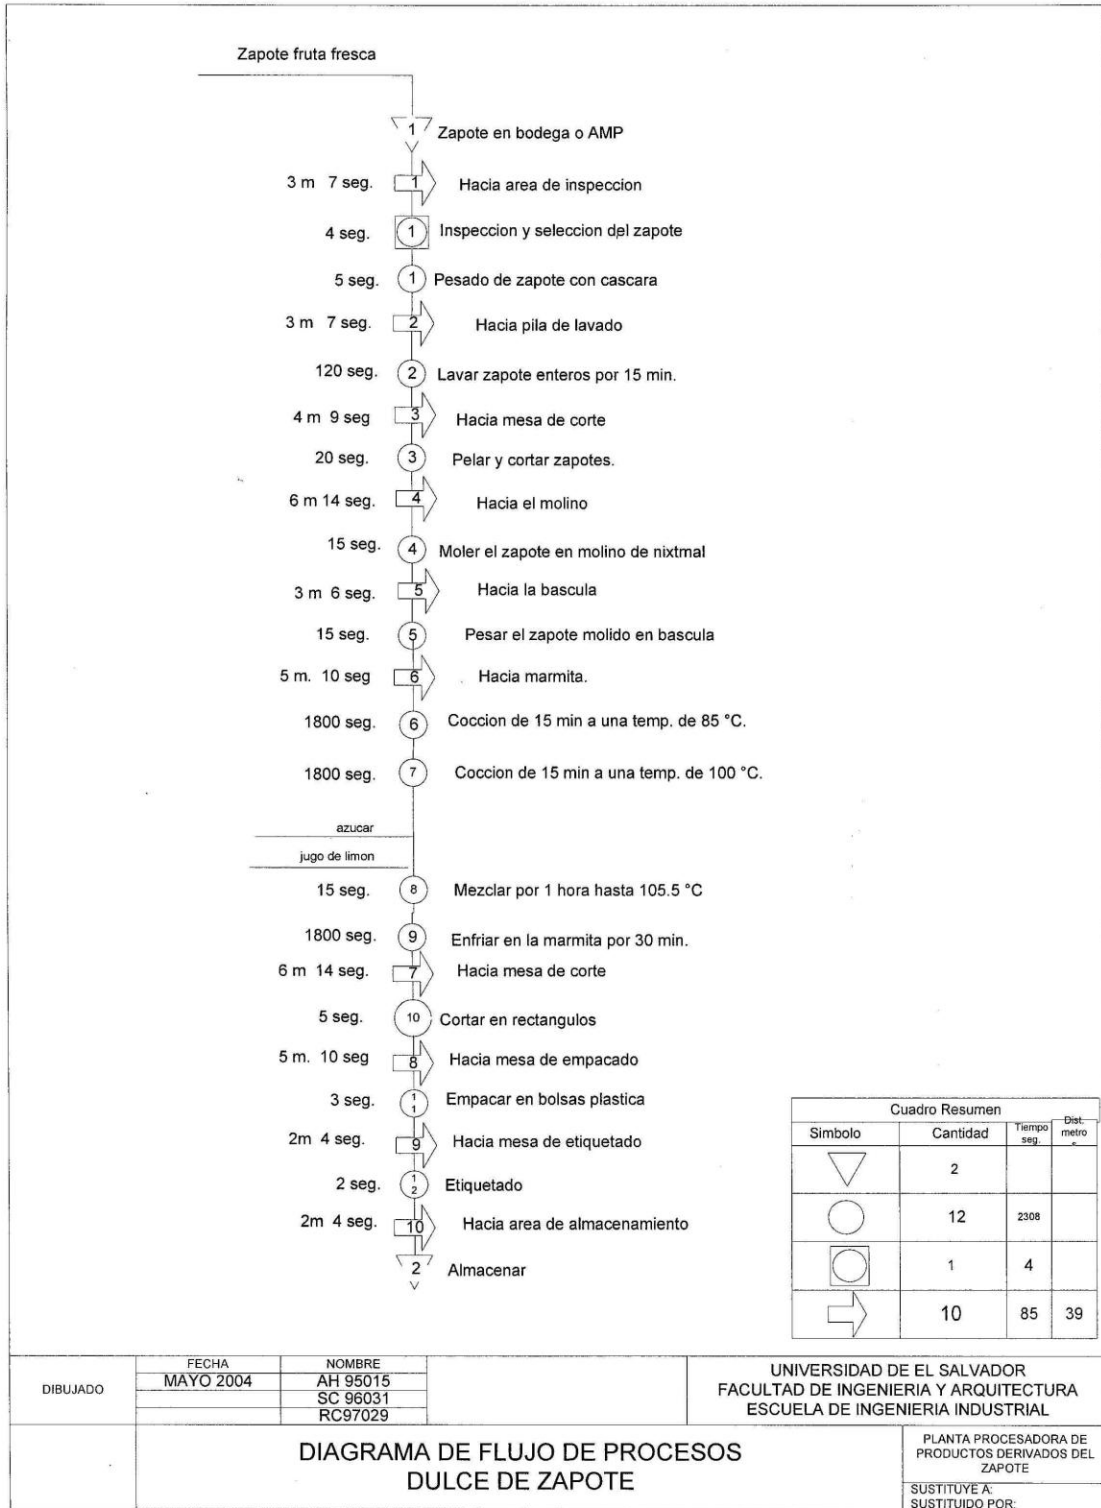 Zapote fruta fresca
1 Zapote en bodega o AMP
3 m 7 seg. 1 Hacia area de inspeccion
4 seg. 1 Inspeccion y seleccion del zapote
5 seg. 1 Pesado de zapote con cascara
3 m 7 seg. 2 Hacia pila de lavado
120 seg. 2 Lavar zapote enteros por 15 min.
4 m 9 seg 3 Hacia mesa de corte
20 seg. 3 Pelar y cortar zapotes.
6 m 14 seg. 4 Hacia el molino
15 seg. 4 Moler el zapote en molino de nixtmal
3 m 6 seg. 5 Hacia la bascula
15 seg. 5 Pesar el zapote molido en bascula
5 m. 10 seg 6 Hacia marmita.
1800 seg. 6 Coccion de 15 min a una temp. de 85 °C.
1800 seg. 7 Coccion de 15 min a una temp. de 100 °C.
azucar
jugo de limon
15 seg. 8 Mezclar por 1 hora hasta 105.5 °C
1800 seg. 9 Enfriar en la marmita por 30 min.
6 m 14 seg. 7 Hacia mesa de corte
5 seg. 10 Cortar en rectangulos
5 m. 10 seg 8 Hacia mesa de empacado
3 seg. 11 Empacar en bolsas plastica
2m 4 seg. 9 Hacia mesa de etiquetado
2 seg. 12 Etiquetado
2m 4 seg. 10 Hacia area de almacenamiento
2 Almacenar
Cuadro Resumen
Simbolo Cantidad Tiempo seg. Dist. metro
2
12 2308
1 4
10 85 39
DIBUJADO
FECHA NOMBRE
MAYO 2004 AH 95015
SC 96031
RC97029
UNIVERSIDAD DE EL SALVADOR
FACULTAD DE INGENIERIA Y ARQUITECTURA
ESCUELA DE INGENIERIA INDUSTRIAL
DIAGRAMA DE FLUJO DE PROCESOS
DULCE DE ZAPOTE
PLANTA PROCESADORA DE
PRODUCTOS DERIVADOS DEL
ZAPOTE
SUSTITUYE A:
SUSTITUIDO POR: